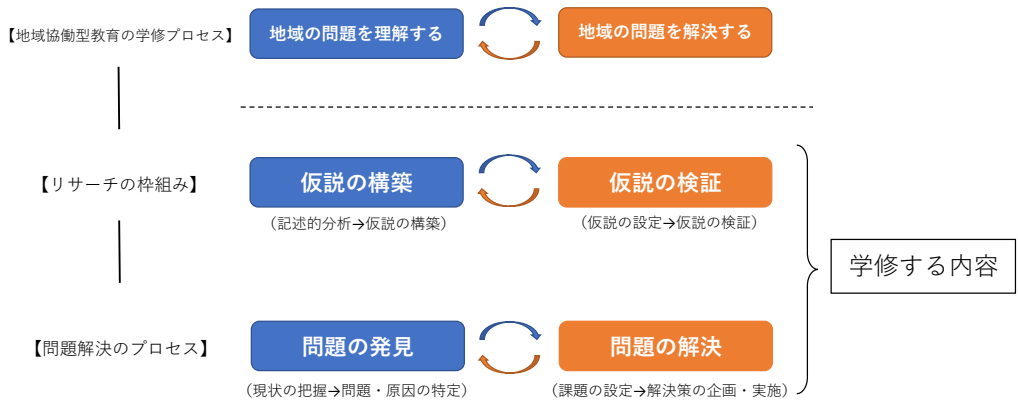 【地域協働型教育の学修プロセス】
地域の問題を理解する
地域の問題を解決する
【リサーチの枠組み】
仮説の構築
仮説の検証
（記述的分析→仮説の構築）
（仮説の設定→仮説の検証）
学修する内容
【問題解決のプロセス】
問題の発見
問題の解決
（現状の把握→問題・原因の特定）
（課題の設定→解決策の企画・実施）